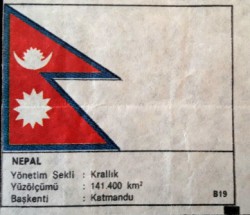 NEPAL
Yönetim Şekli : Krallık
Yüzölçümü : 141.400 km²
Başkenti : Katmandu
B19